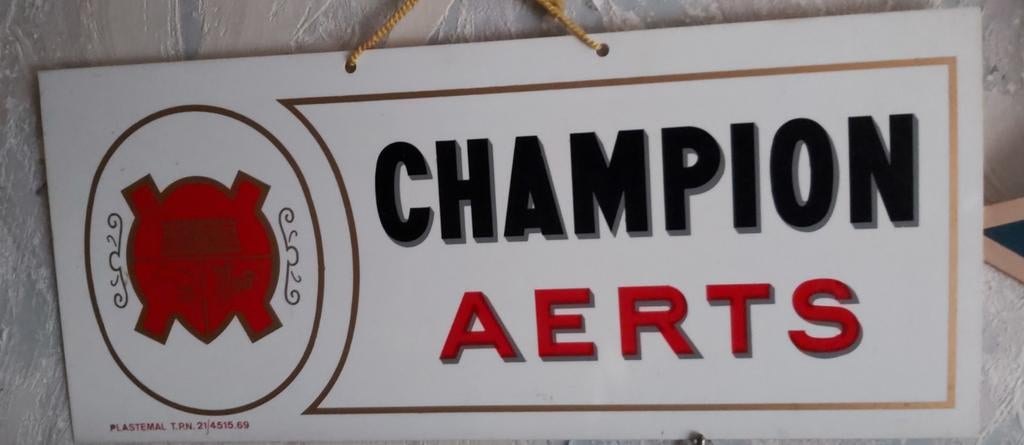 CHAMPION
AERTS
PLASTEMAL T.P.N. 21/4515.69